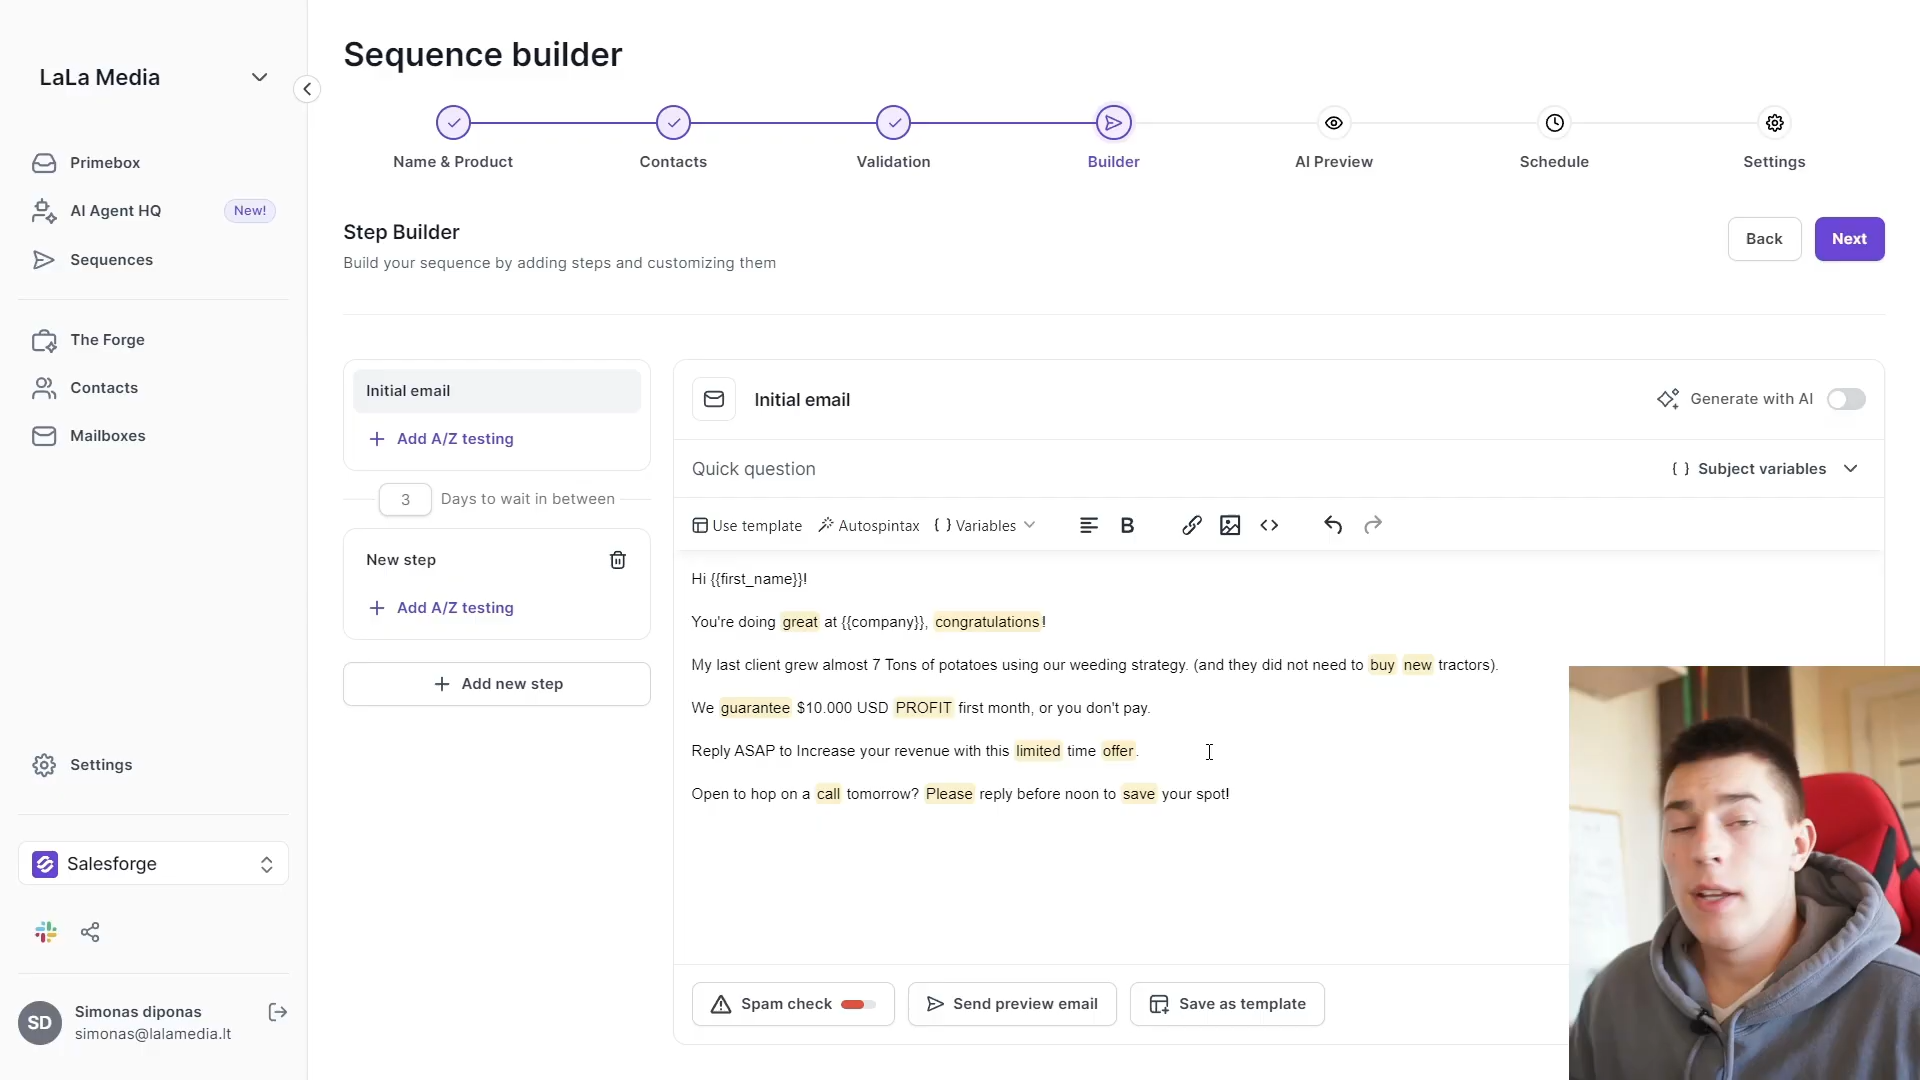 Sequence builder
LaLa Media
Name & Product
Contacts
Validation
Builder
AI Preview
Schedule
Settings
Primebox
AI Agent HQ
New!
Sequences
The Forge
Contacts
Mailboxes
Settings
Salesforge
SD
Simonas diponas
simonas@lalamedia.lt
Step Builder
Build your sequence by adding steps and customizing them
Back
Next
Initial email
+ Add A/Z testing
3
Days to wait in between
New step
+ Add A/Z testing
+ Add new step
Initial email
Generate with AI
Quick question
{ } Subject variables
Use template
Autospintax
{ } Variables
B
Hi {{first_name}}!
You're doing great at {{company}}, congratulations!
My last client grew almost 7 Tons of potatoes using our weeding strategy. (and they did not need to buy new tractors).
We guarantee $10.000 USD PROFIT first month, or you don't pay.
Reply ASAP to Increase your revenue with this limited time offer.
Open to hop on a call tomorrow? Please reply before noon to save your spot!
Spam check
Send preview email
Save as template